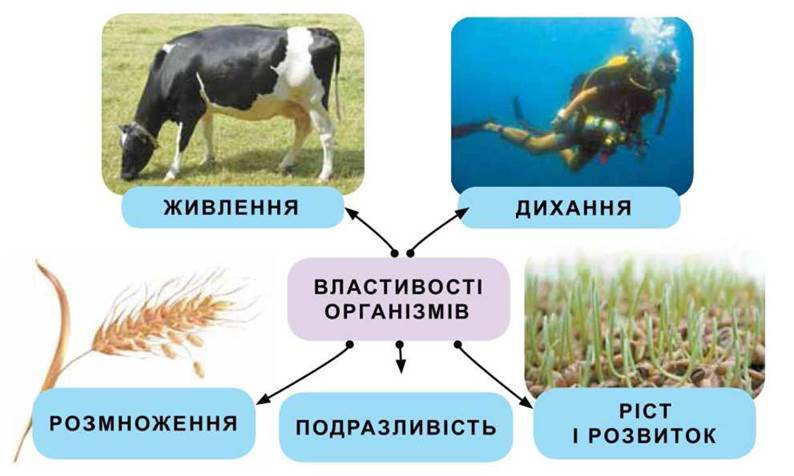 ЖИВЛЕННЯ
ДИХАННЯ
ВЛАСТИВОСТІ
ОРГАНІЗМІВ
РОЗМНОЖЕННЯ
ПОДРАЗЛИВІСТЬ
РІСТ
І РОЗВИТОК